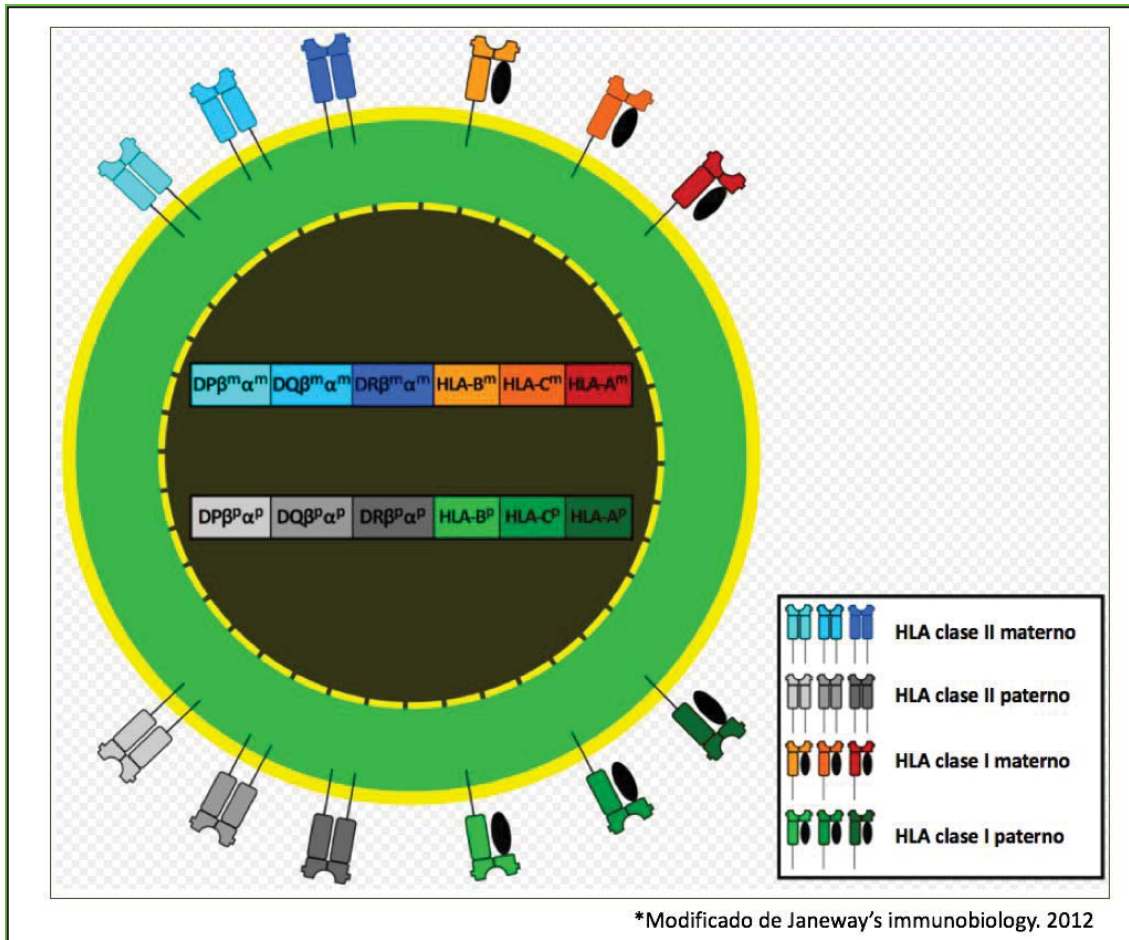 DPβᵐαᵐ DQβᵐαᵐ DRβᵐαᵐ HLA-Bᵐ HLA-Cᵐ HLA-Aᵐ
DPβᵖαᵖ DQβᵖαᵖ DRβᵖαᵖ HLA-Bᵖ HLA-Cᵖ HLA-Aᵖ
HLA clase II materno
HLA clase II paterno
HLA clase I materno
HLA clase I paterno
*Modificado de Janeway's immunobiology. 2012